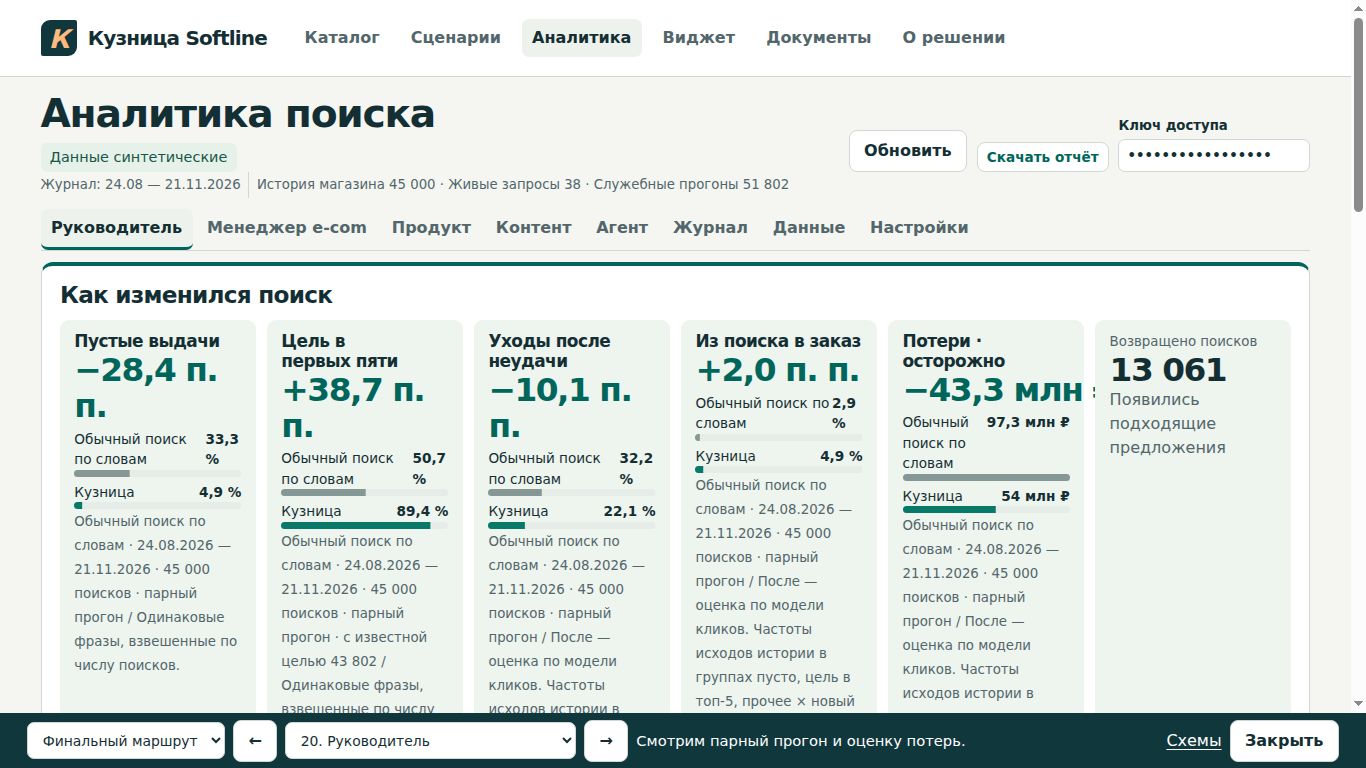 К Кузница Softline Каталог Сценарии Аналитика Виджет Документы О решении
Аналитика поиска
Данные синтетические
Журнал: 24.08 — 21.11.2026 История магазина 45 000 · Живые запросы 38 · Служебные прогоны 51 802
Обновить
Скачать отчёт
Ключ доступа
•••••••••••••••••
Руководитель Менеджер e-com Продукт Контент Агент Журнал Данные Настройки
Как изменился поиск
Пустые выдачи
−28,4 п.
п.
Обычный поиск 33,3
по словам %
Кузница 4,9 %
Обычный поиск по
словам · 24.08.2026 —
21.11.2026 · 45 000
поисков · парный
прогон / Одинаковые
фразы, взвешенные по
числу поисков.
Цель в
первых пяти
+38,7 п.
п.
Обычный поиск 50,7
по словам %
Кузница 89,4 %
Обычный поиск по
словам · 24.08.2026 —
21.11.2026 · 45 000
поисков · парный
прогон · с известной
целью 43 802 /
Одинаковые фразы,
взвешенные по числу
Уходы после
неудачи
−10,1 п.
п.
Обычный поиск 32,2
по словам %
Кузница 22,1 %
Обычный поиск по
словам · 24.08.2026 —
21.11.2026 · 45 000
поисков · парный
прогон / После —
оценка по модели
кликов. Частоты
исходов истории в
Из поиска в заказ
+2,0 п. п.
Обычный поиск по 2,9
словам %
Кузница 4,9 %
Обычный поиск по
словам · 24.08.2026 —
21.11.2026 · 45 000
поисков · парный
прогон / После —
оценка по модели
кликов. Частоты
исходов истории в
группах пусто, цель в
топ-5, прочее × новый
Потери ·
осторожно
−43,3 млн
Обычный 97,3 млн ₽
поиск по
словам
Кузница 54 млн ₽
Обычный поиск по
словам · 24.08.2026 —
21.11.2026 · 45 000
поисков · парный
прогон / После —
оценка по модели
кликов. Частоты
исходов истории в
Возвращено поисков
13 061
Появились
подходящие
предложения
Финальный маршрут ← 20. Руководитель → Смотрим парный прогон и оценку потерь. Схемы Закрыть